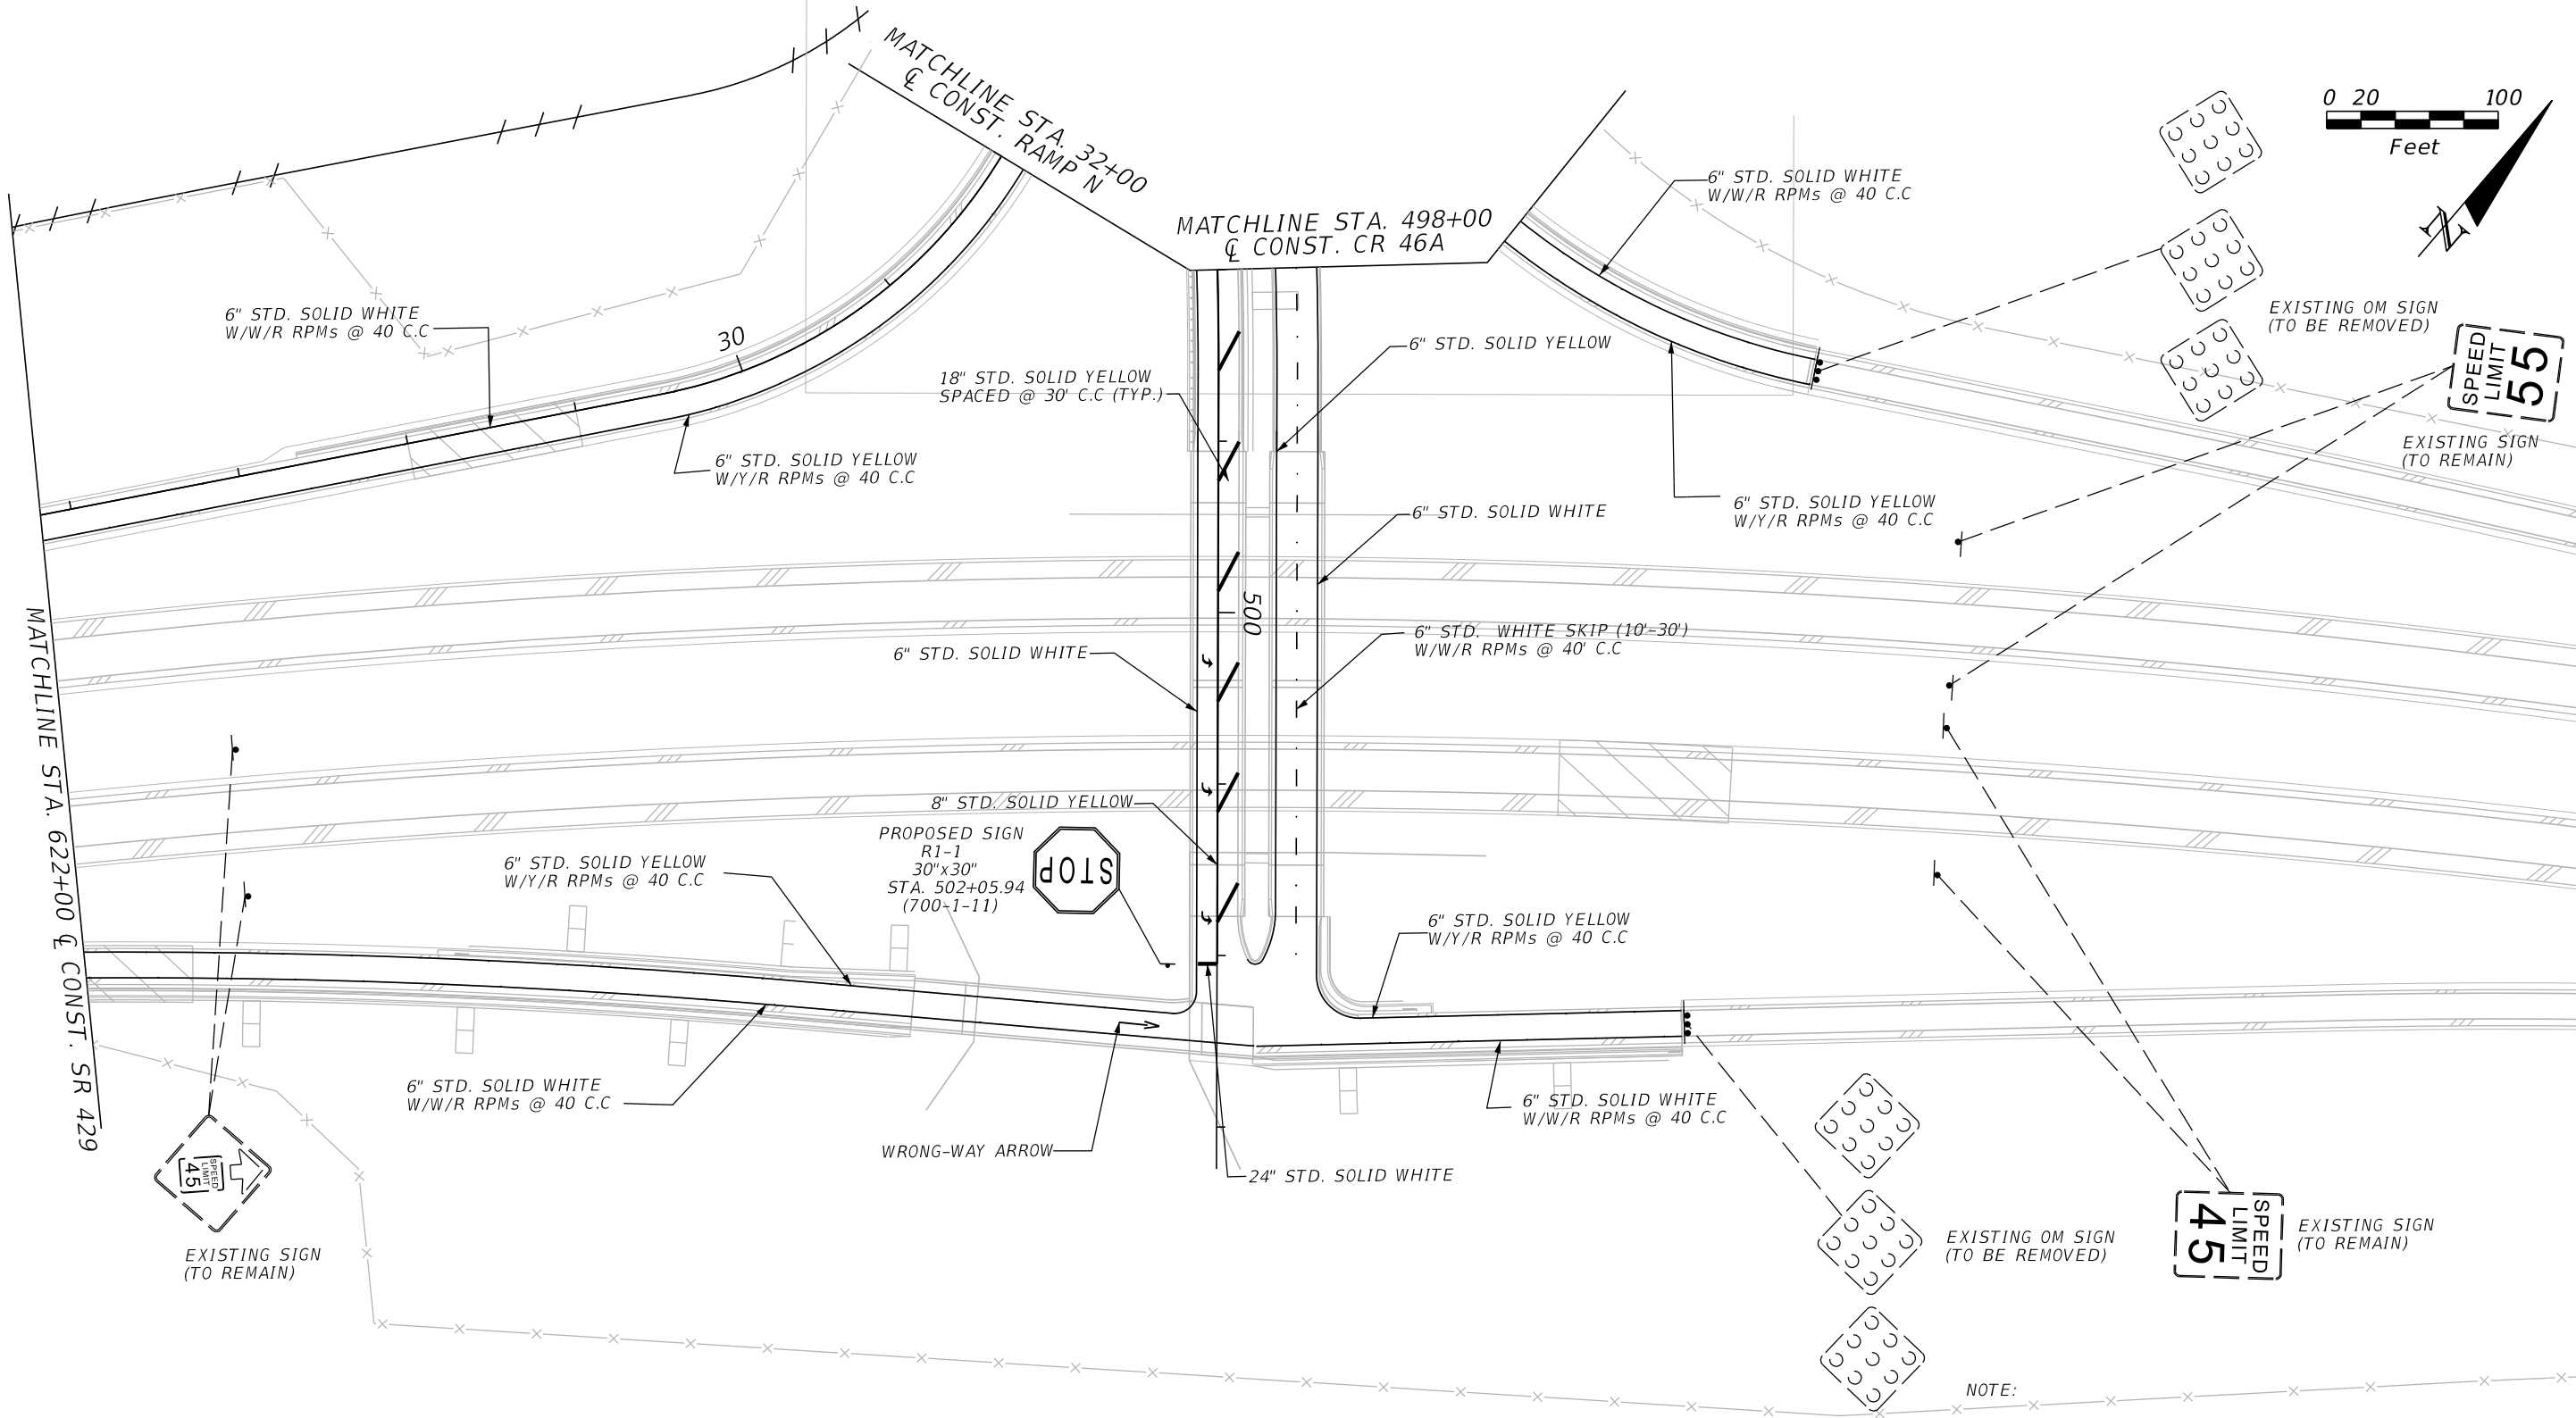 MATCHLINE STA. 32+00
℄ CONST. RAMP N
MATCHLINE STA. 498+00
℄ CONST. CR 46A
0 20 100
Feet
N
6" STD. SOLID WHITE
W/W/R RPMs @ 40 C.C
6" STD. SOLID WHITE
W/W/R RPMs @ 40 C.C
30
18" STD. SOLID YELLOW
SPACED @ 30' C.C (TYP.)
6" STD. SOLID YELLOW
EXISTING OM SIGN
(TO BE REMOVED)
SPEED
LIMIT
55
EXISTING SIGN
(TO REMAIN)
6" STD. SOLID YELLOW
W/Y/R RPMs @ 40 C.C
6" STD. SOLID WHITE
6" STD. SOLID YELLOW
W/Y/R RPMs @ 40 C.C
500
6" STD. WHITE SKIP (10'-30')
W/W/R RPMs @ 40' C.C
6" STD. SOLID WHITE
MATCHLINE STA. 622+00 ℄ CONST. SR 429
8" STD. SOLID YELLOW
PROPOSED SIGN
R1-1
30"x30"
STA. 502+05.94
(700-1-11)
STOP
6" STD. SOLID YELLOW
W/Y/R RPMs @ 40 C.C
6" STD. SOLID YELLOW
W/Y/R RPMs @ 40 C.C
6" STD. SOLID WHITE
W/W/R RPMs @ 40 C.C
6" STD. SOLID WHITE
W/W/R RPMs @ 40 C.C
WRONG-WAY ARROW
24" STD. SOLID WHITE
SPEED
LIMIT
45
EXISTING SIGN
(TO REMAIN)
EXISTING OM SIGN
(TO BE REMOVED)
SPEED
LIMIT
45
EXISTING SIGN
(TO REMAIN)
NOTE: